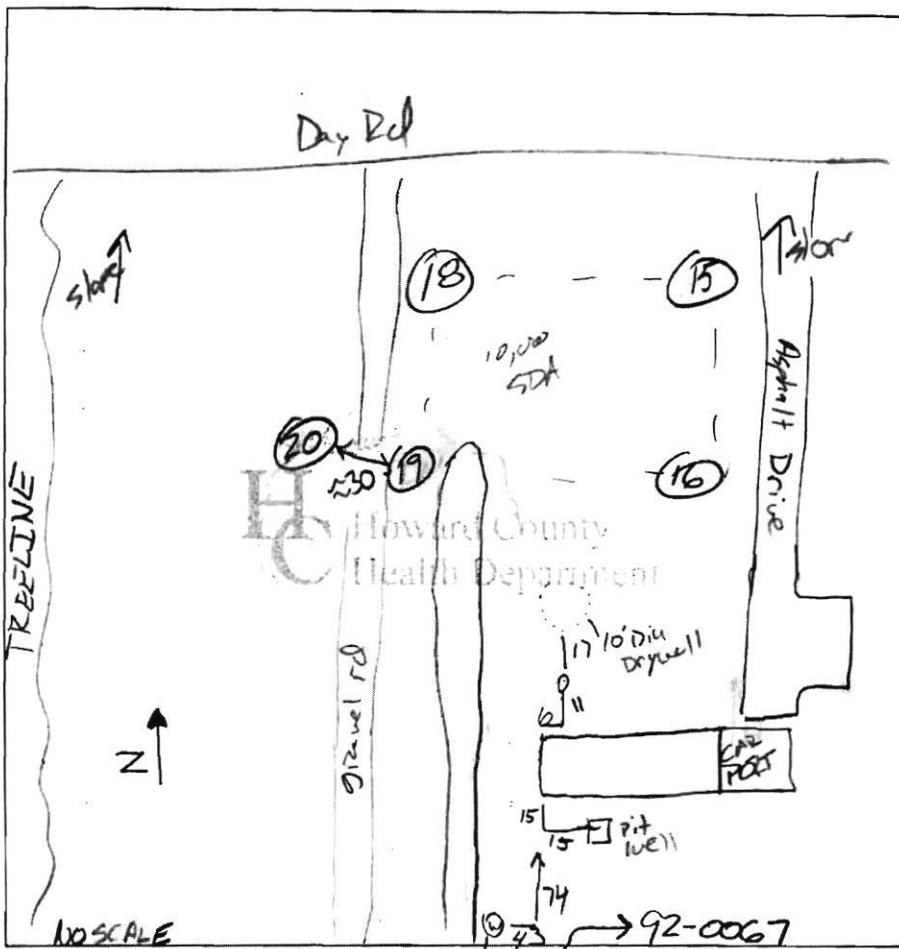 Day Rd
slope
slope
18
15
10,000
SDA
Asphalt Drive
20
19
16
≈30
TREELINE
HC Howard County
Health Department
17
10' Dia
Drywell
6
11
gravel rd
N
CAR
PORT
15
15
pit
well
74
W
43
92-0067
NO SCALE